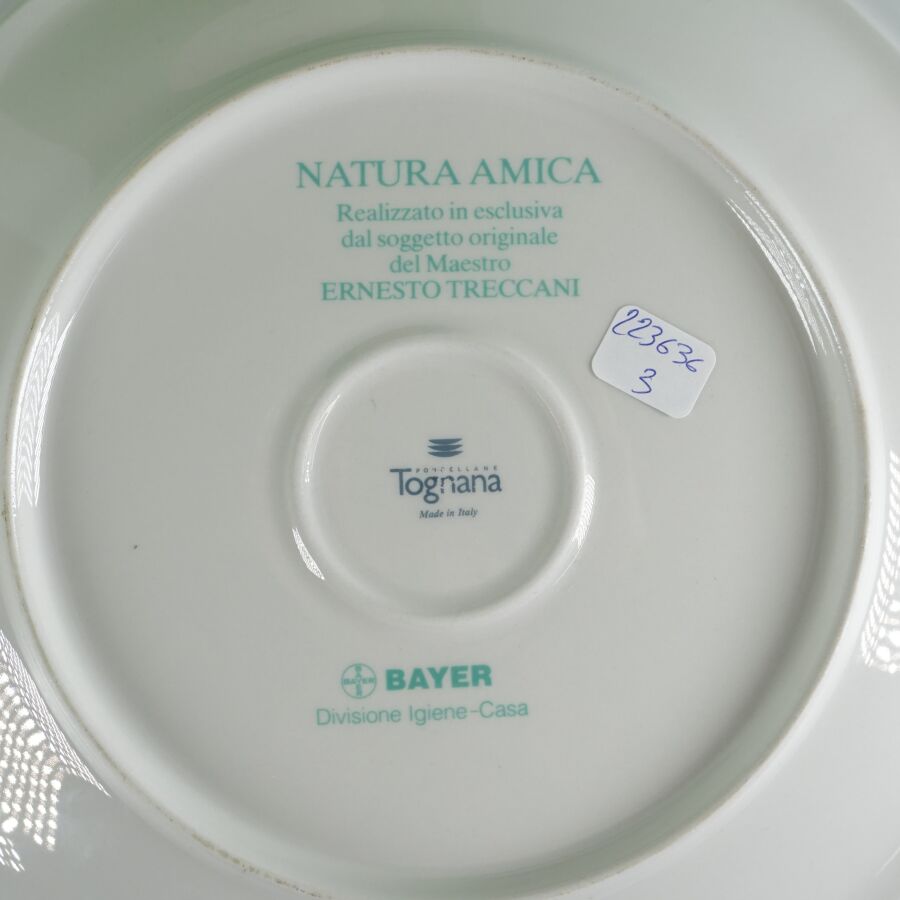 NATURA AMICA
Realizzato in esclusiva
dal soggetto originale
del Maestro
ERNESTO TRECCANI
223636
3
PORCELLANE
Tognana
Made in Italy
BAYER
BAYER
Divisione Igiene-Casa